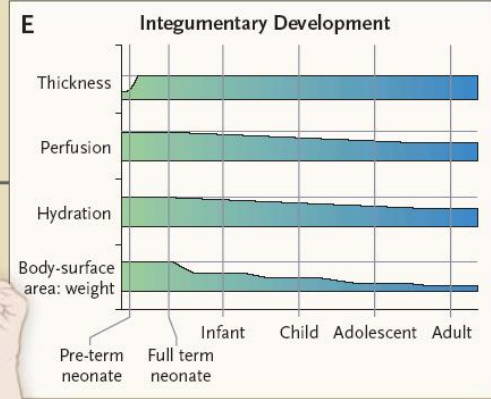 E
Integumentary Development
Thickness
Perfusion
Hydration
Body-surface
area: weight
Infant
Child
Adolescent
Adult
Pre-term
neonate
Full term
neonate